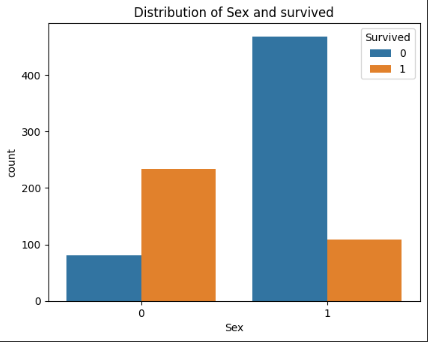 Distribution of Sex and survived
Survived
0
1
400
300
200
100
0
count
0 1
Sex